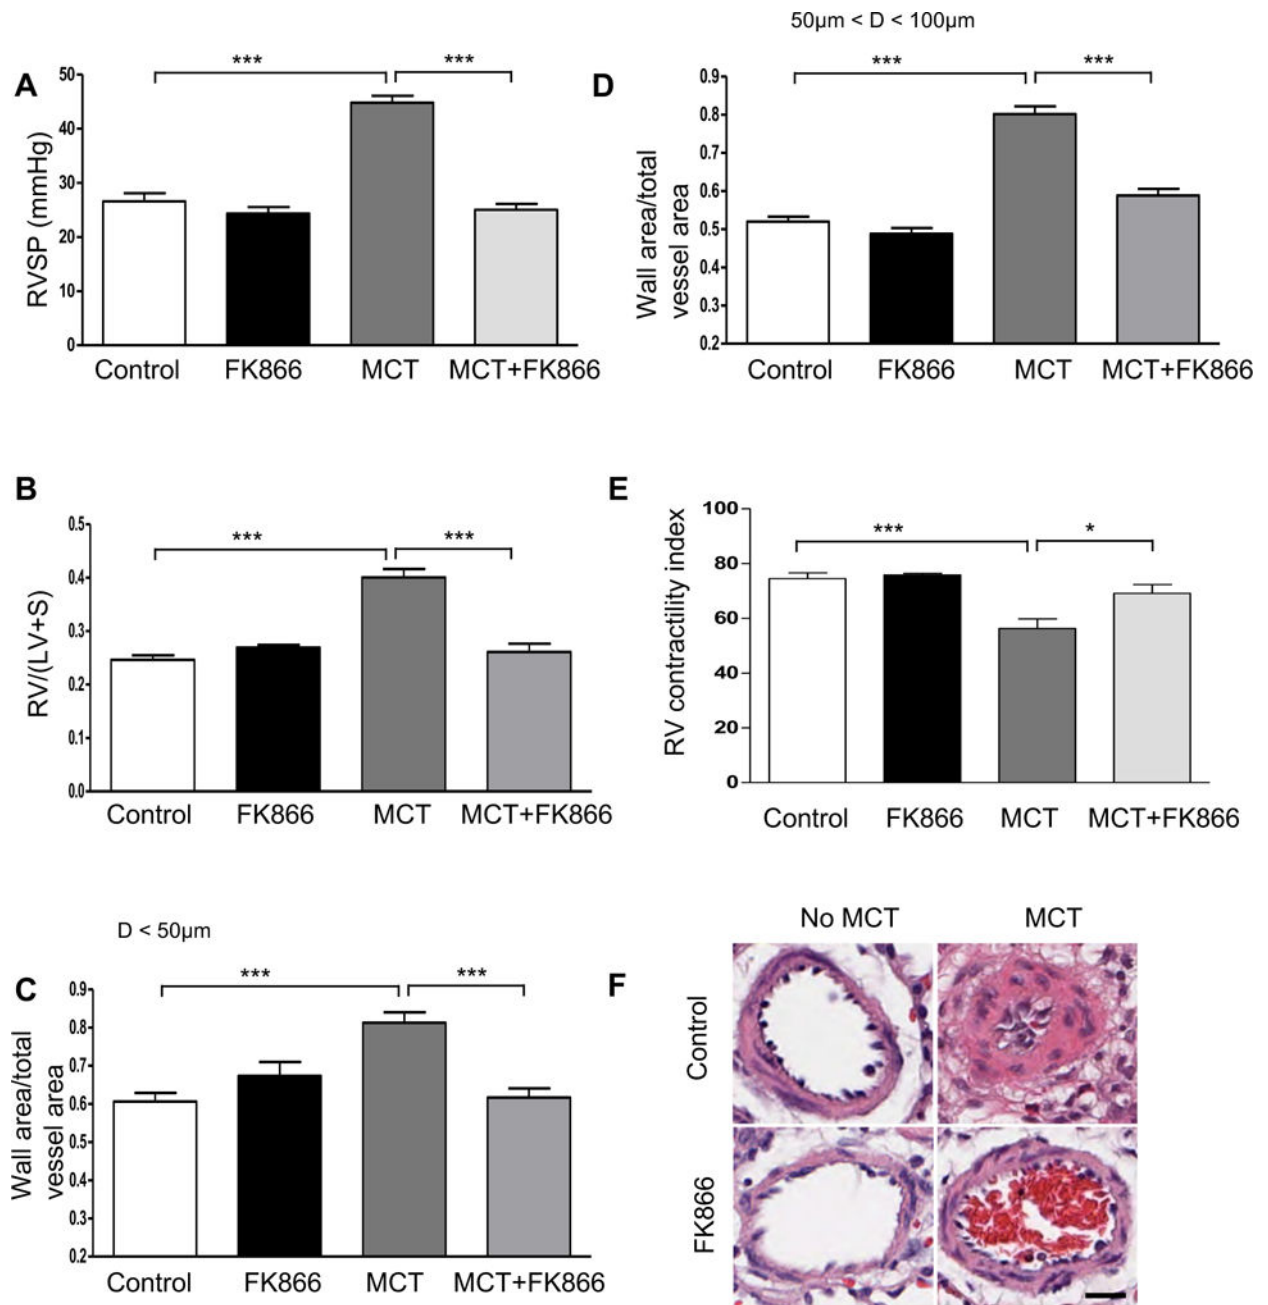 50µm < D < 100µm
A
***
***
50
40
30
20
10
0
RVSP (mmHg)
Control
FK866
MCT
MCT+FK866
D
***
***
0.9
0.8
0.7
0.6
0.5
0.4
0.3
0.2
Wall area/total
vessel area
Control
FK866
MCT
MCT+FK866
B
***
***
0.5
0.4
0.3
0.2
0.1
0.0
RV/(LV+S)
Control
FK866
MCT
MCT+FK866
E
***
*
100
80
60
40
20
0
RV contractility index
Control
FK866
MCT
MCT+FK866
D < 50µm
C
***
***
0.9
0.8
0.7
0.6
0.5
0.4
0.3
0.2
Wall area/total
vessel area
Control
FK866
MCT
MCT+FK866
F
No MCT
MCT
Control
FK866